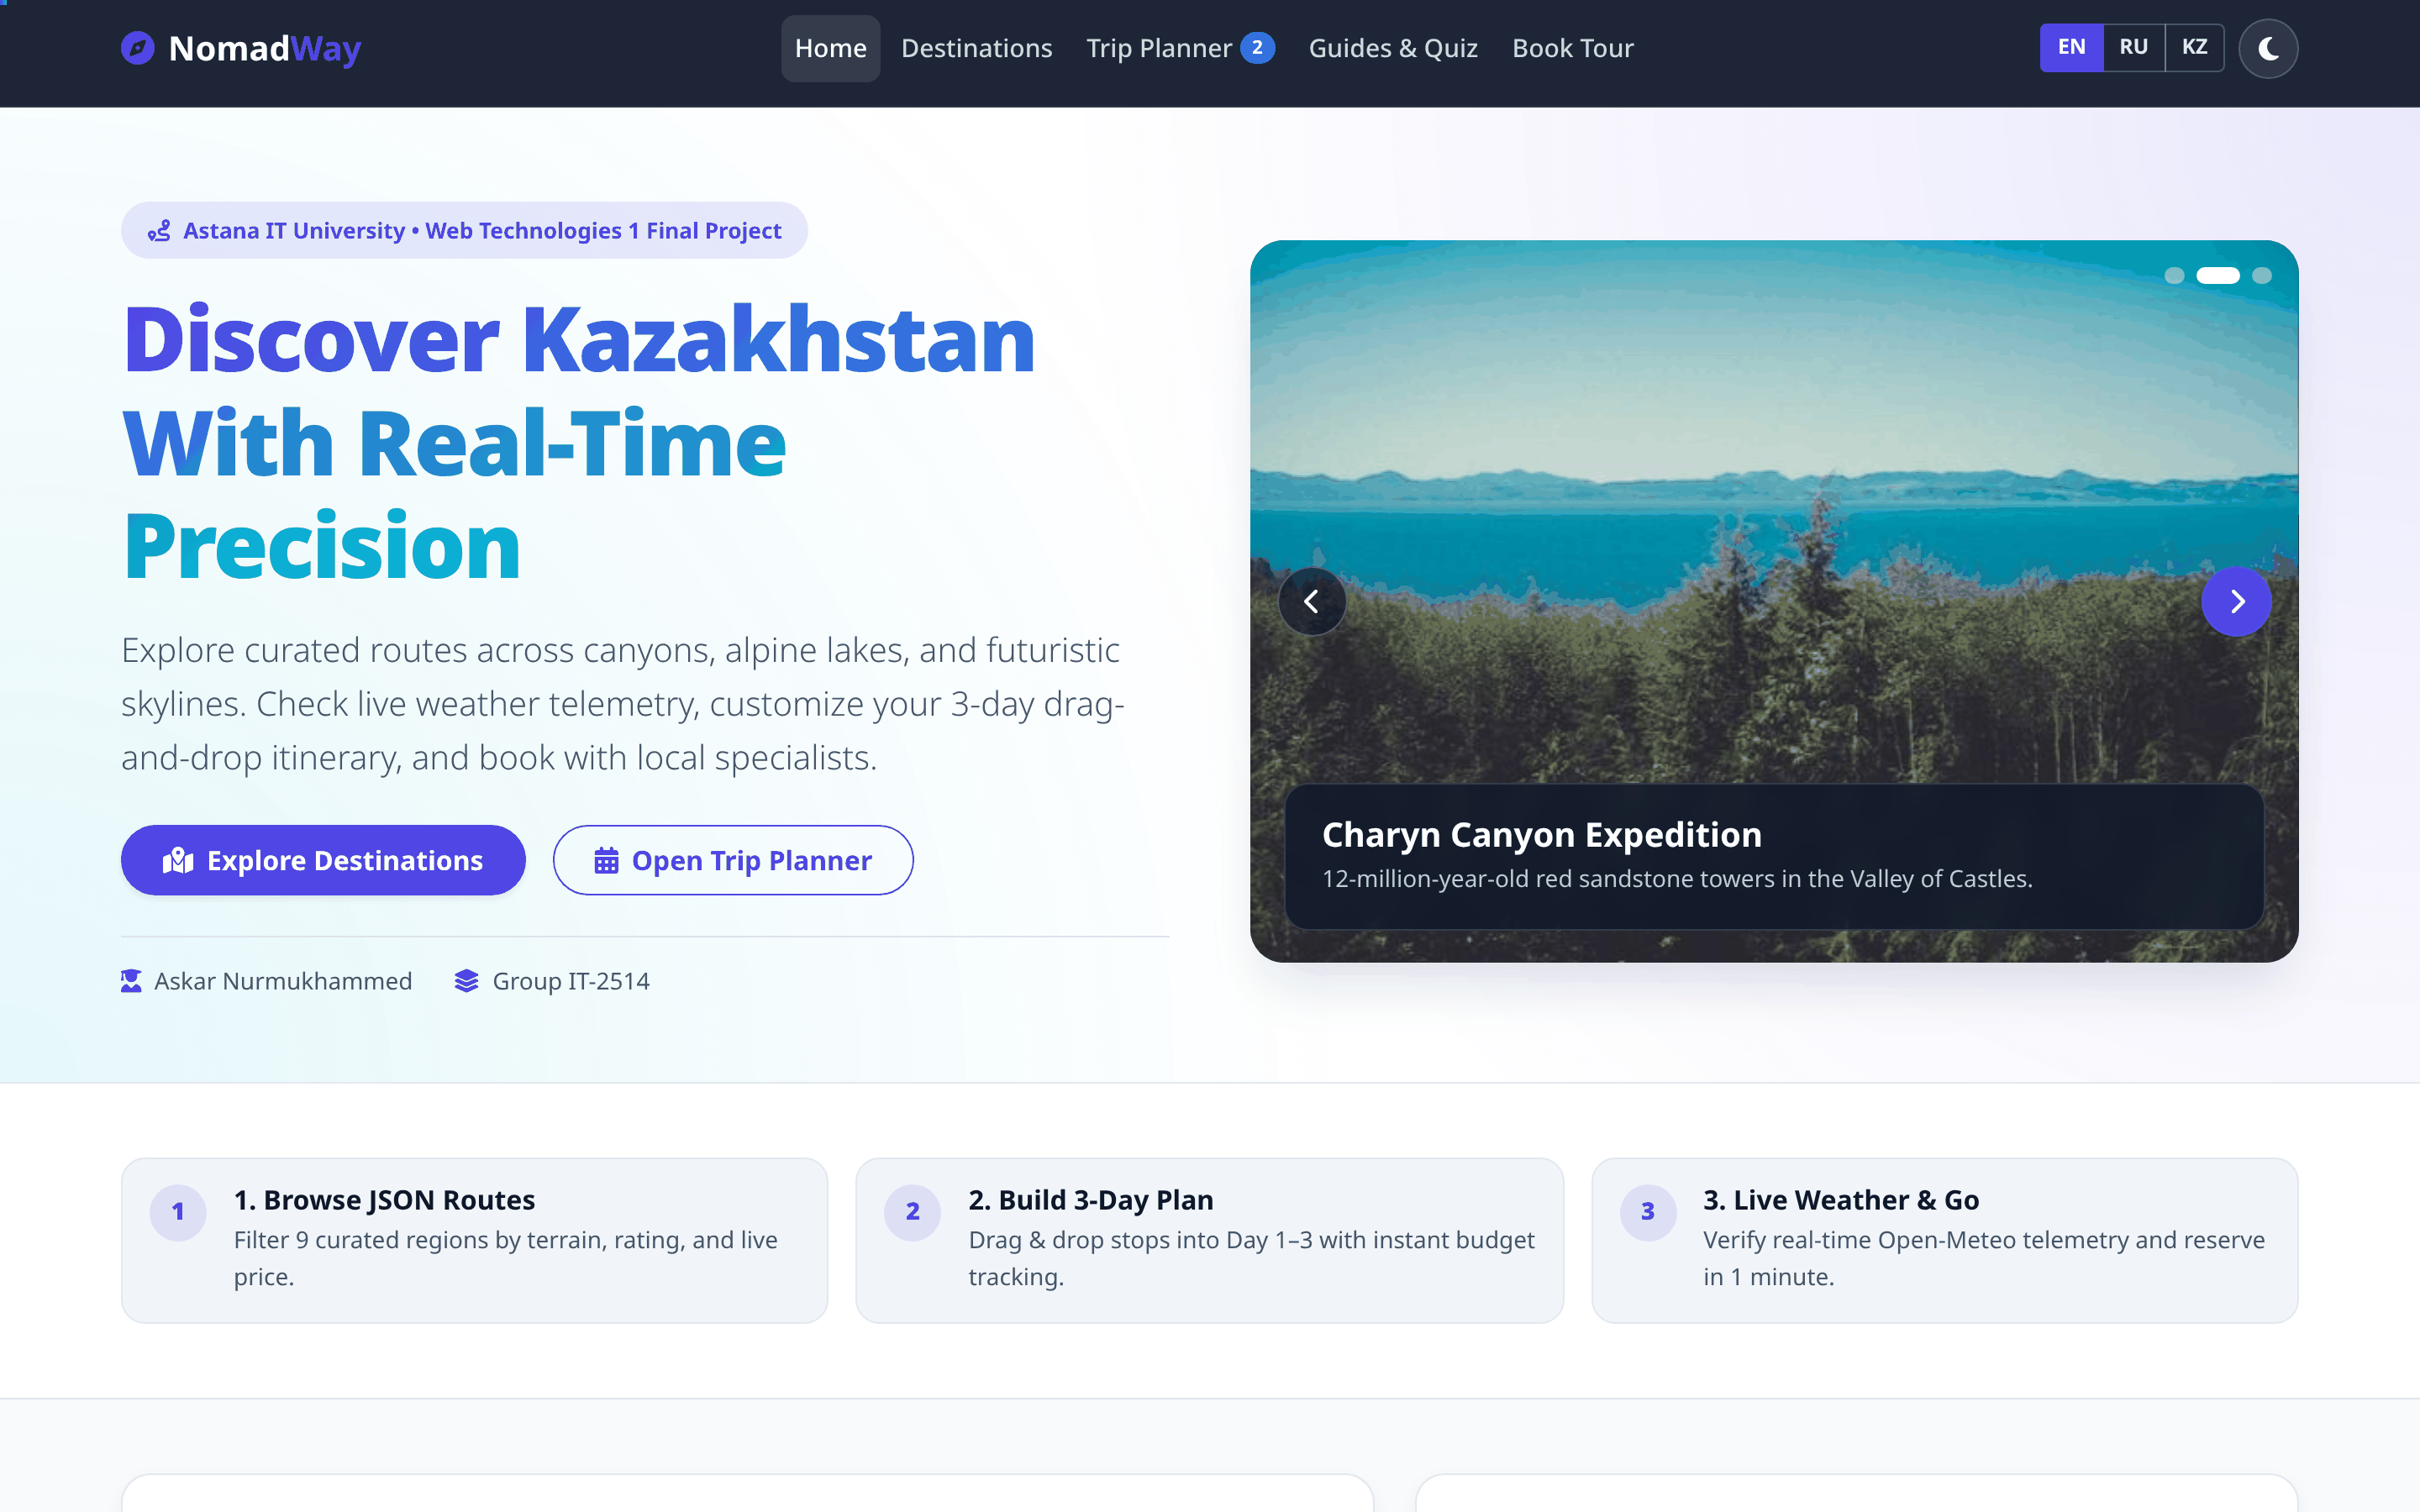 NomadWay
Home
Destinations
Trip Planner 2
Guides & Quiz
Book Tour
EN
RU
KZ
Astana IT University • Web Technologies 1 Final Project
Discover Kazakhstan
With Real-Time
Precision
Explore curated routes across canyons, alpine lakes, and futuristic
skylines. Check live weather telemetry, customize your 3-day drag-
and-drop itinerary, and book with local specialists.
Explore Destinations
Open Trip Planner
Askar Nurmukhammed
Group IT-2514
Charyn Canyon Expedition
12-million-year-old red sandstone towers in the Valley of Castles.
1
1. Browse JSON Routes
Filter 9 curated regions by terrain, rating, and live
price.
2
2. Build 3-Day Plan
Drag & drop stops into Day 1–3 with instant budget
tracking.
3
3. Live Weather & Go
Verify real-time Open-Meteo telemetry and reserve
in 1 minute.